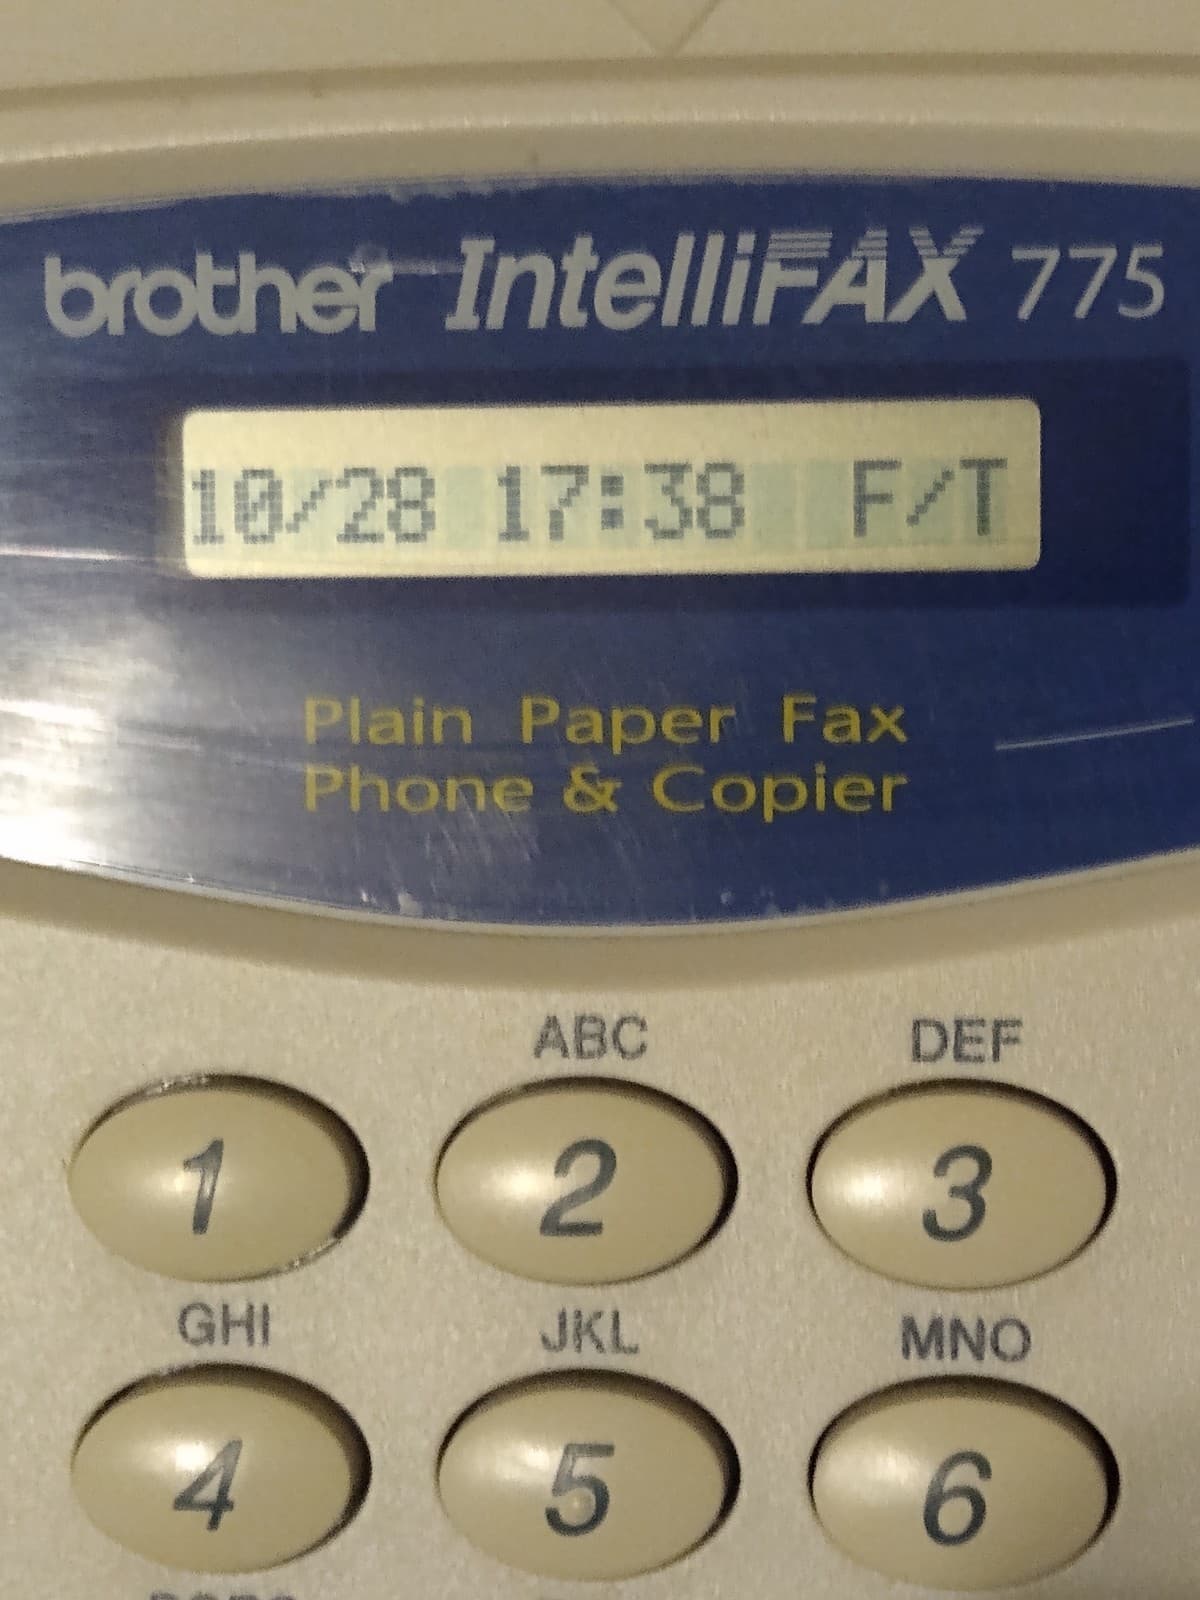 brother IntelliFAX 775
10/28 17:38 F/T
Plain Paper Fax
Phone & Copier
ABC DEF
1 2 3
GHI JKL MNO
4 5 6